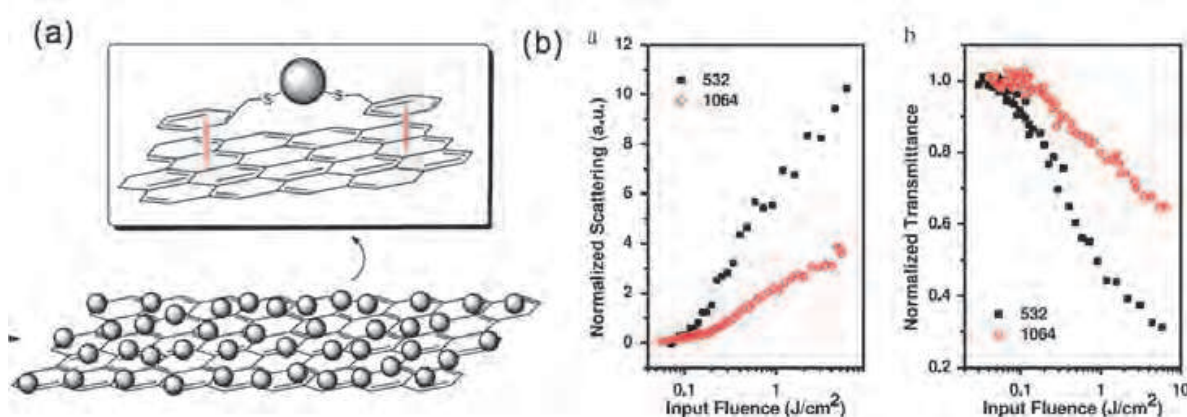 (a)
S
S
(b)
a
Normalized Scattering (a.u.)
12
10
8
6
4
2
0
532
1064
0.1
1
Input Fluence (J/cm²)
b
Normalized Transmittance
1.0
0.8
0.6
0.4
0.2
532
1064
0.1
1
10
Input Fluence (J/cm²)